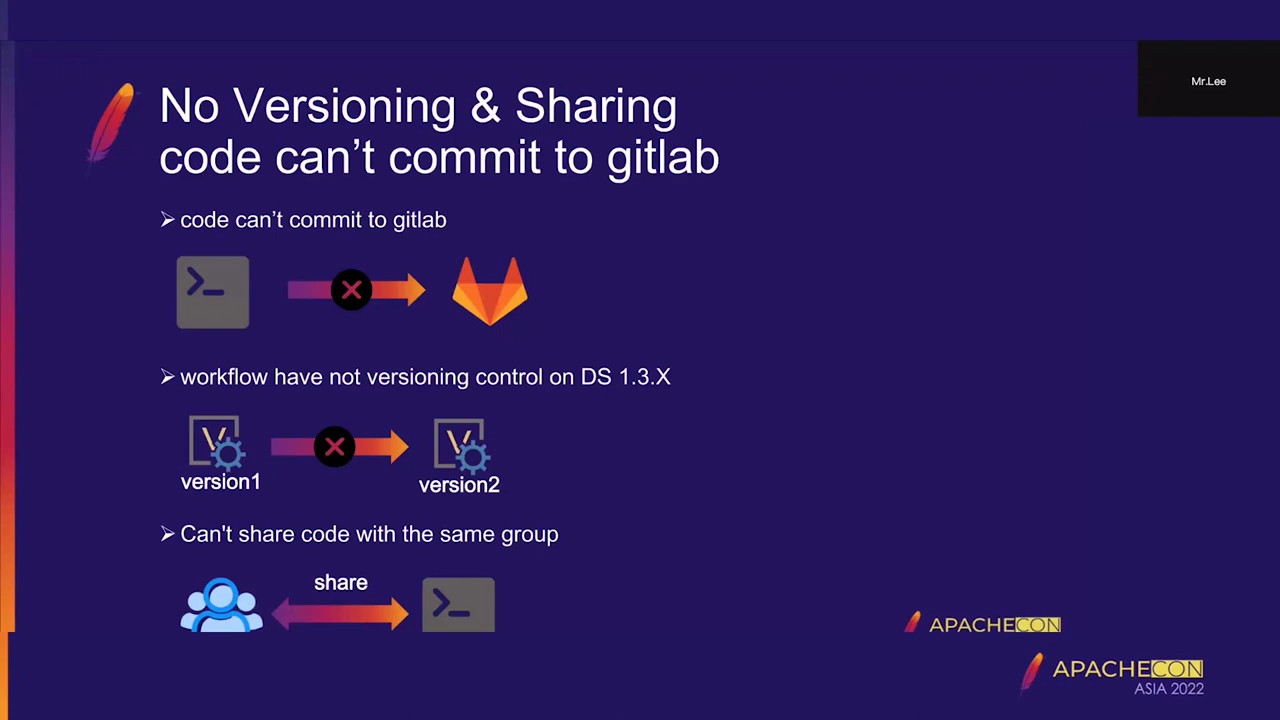 Mr.Lee
No Versioning & Sharing
code can’t commit to gitlab
code can’t commit to gitlab
workflow have not versioning control on DS 1.3.X
version1
version2
Can't share code with the same group
share
APACHECON
APACHECON
ASIA 2022